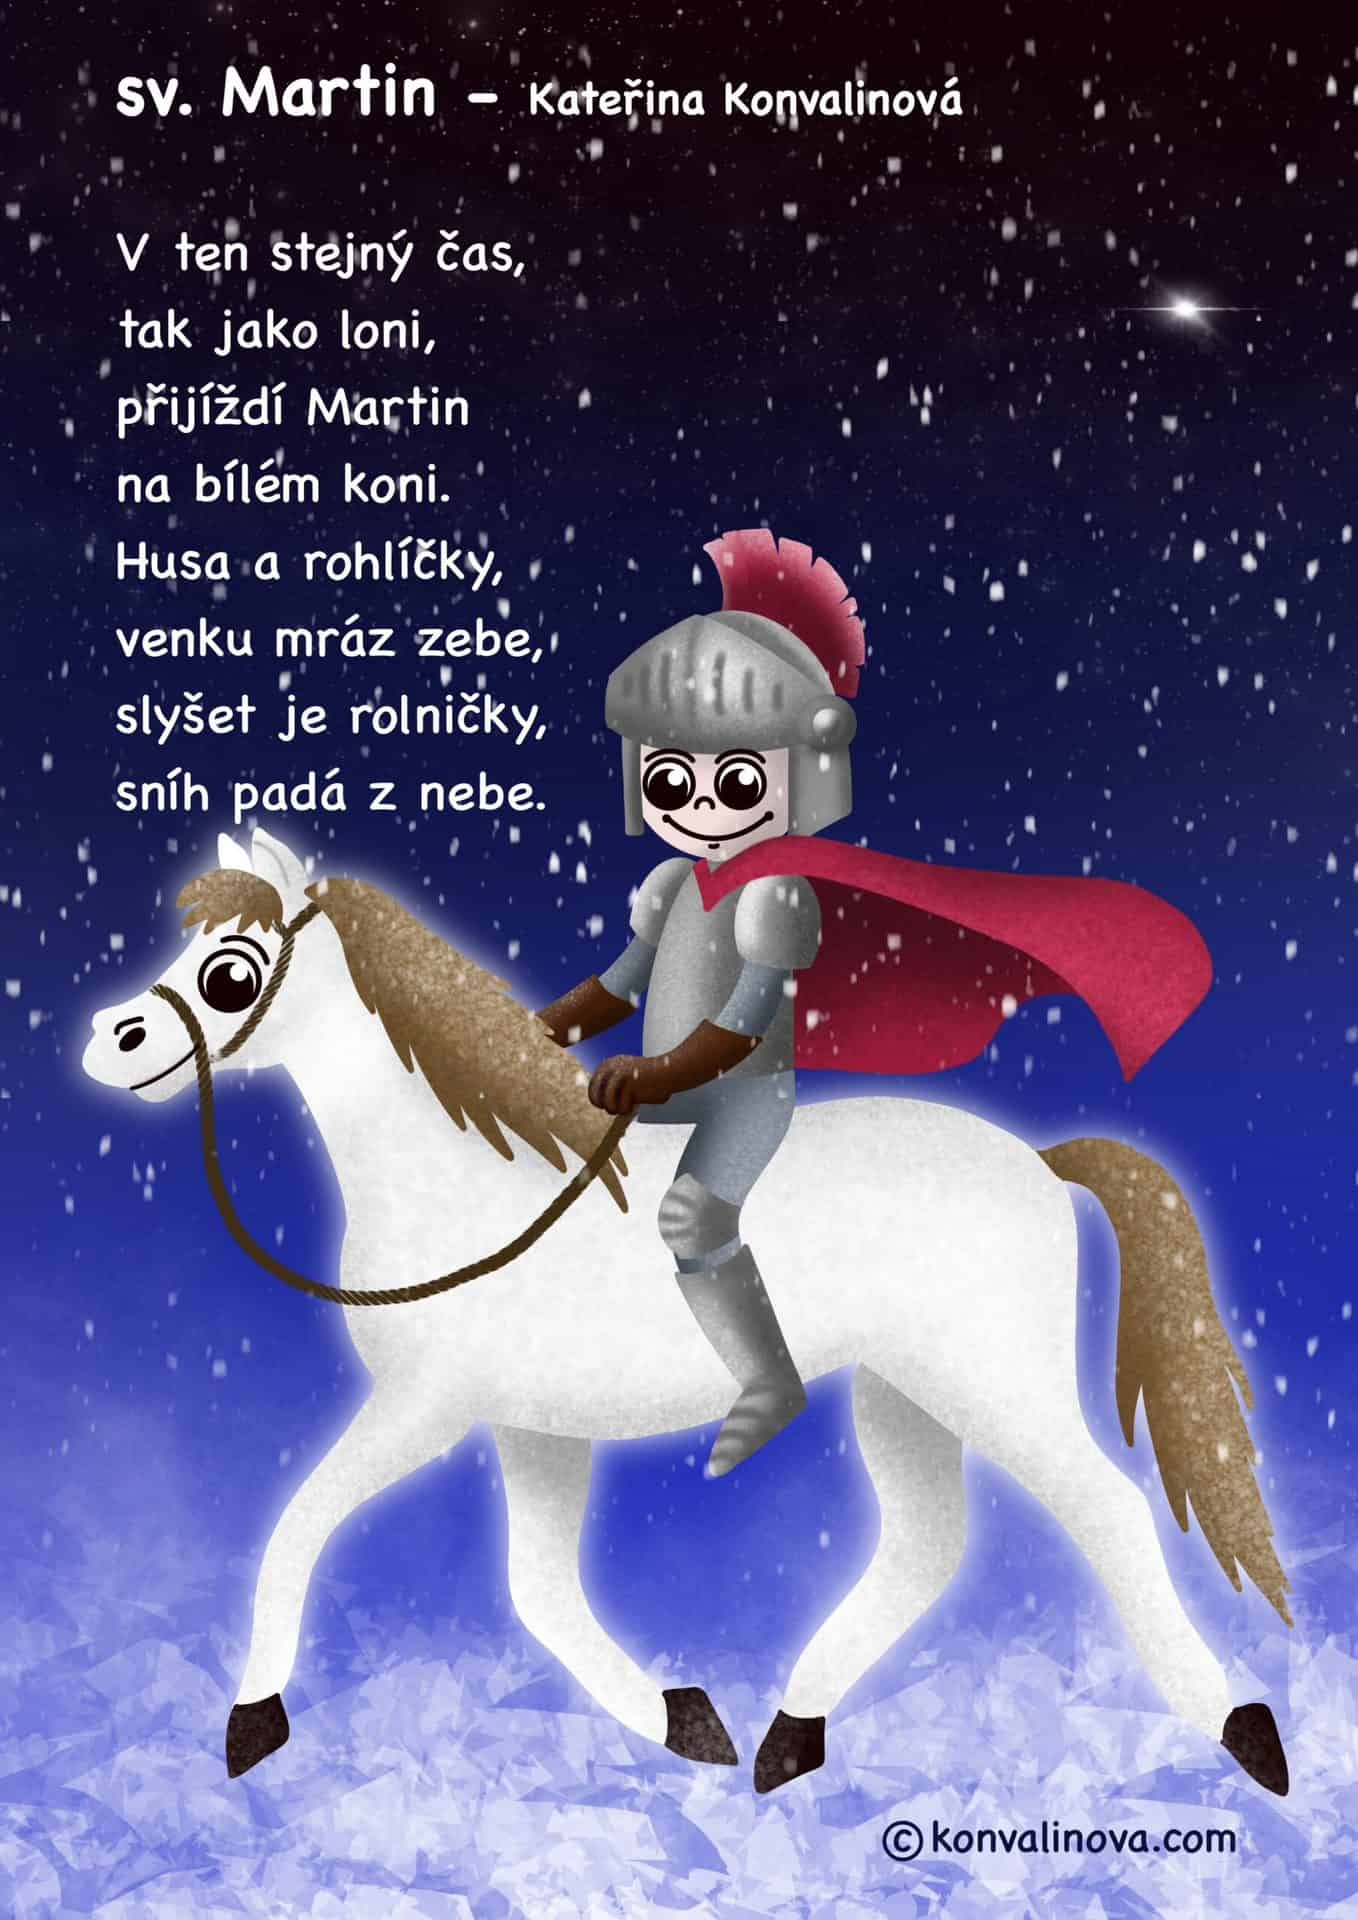 sv. Martin - Kateřina Konvalinová
V ten stejný čas,
tak jako loni,
přijíždí Martin
na bílém koni.
Husa a rohlíčky,
venku mráz zebe,
slyšet je rolničky,
sníh padá z nebe.
©konvalinova.com